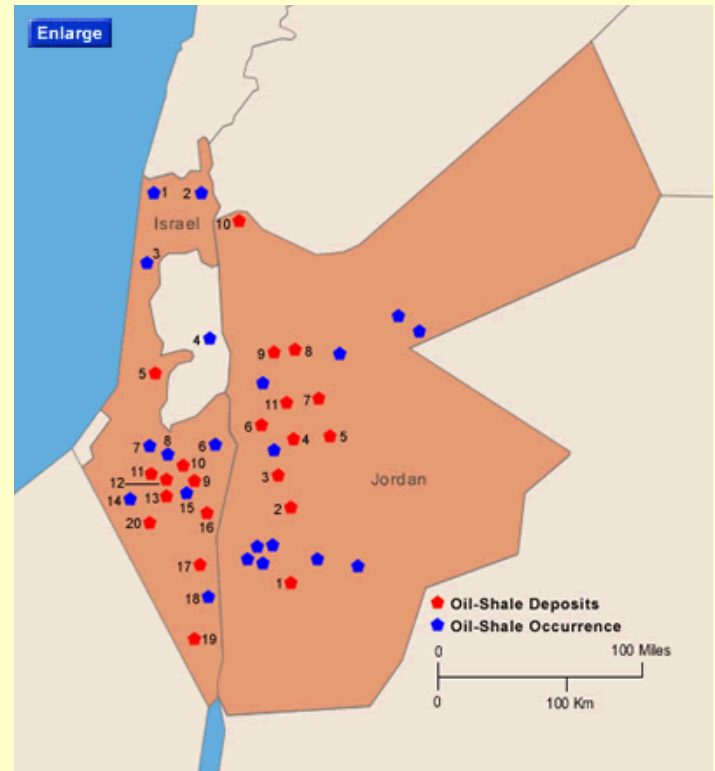 Enlarge
1 2
Israel
10
3
4
9 8
5
11 7
6 4 5
7 8 6
10
11 3
12 9
Jordan
14 13 15
2
20 16
17
1
18
Oil-Shale Deposits
Oil-Shale Occurrence
19
0 100 Miles
0 100 Km